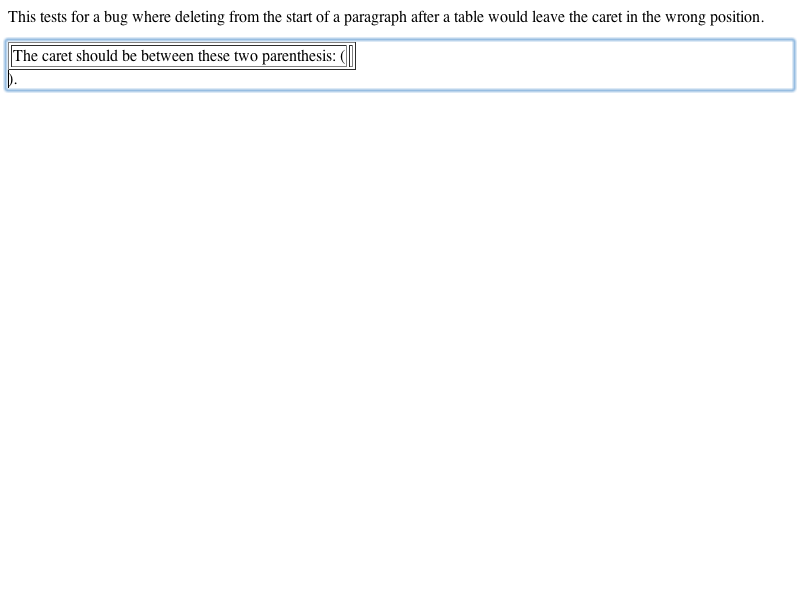 This tests for a bug where deleting from the start of a paragraph after a table would leave the caret in the wrong position.
The caret should be between these two parenthesis: (
).